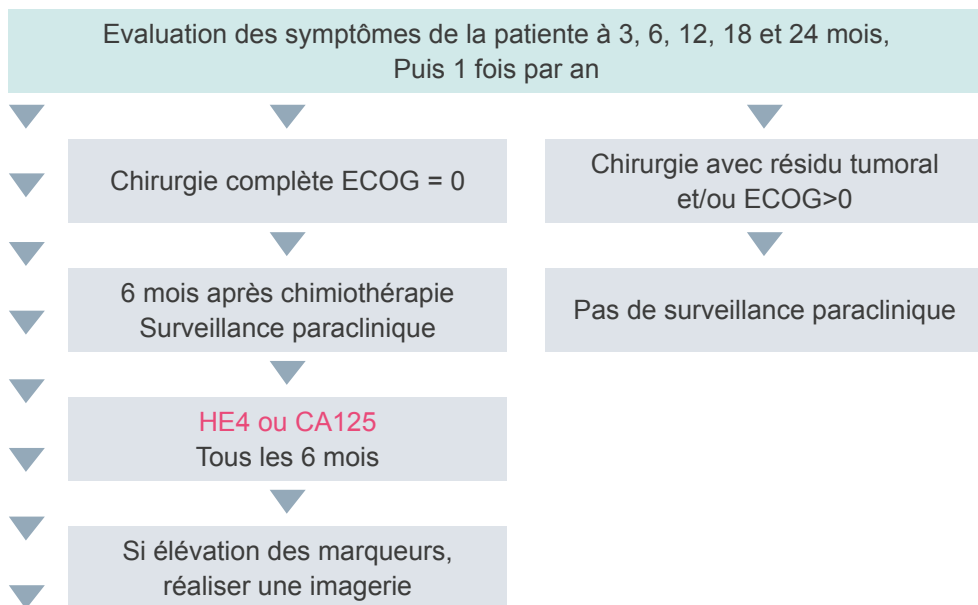 Evaluation des symptômes de la patiente à 3, 6, 12, 18 et 24 mois,
Puis 1 fois par an
Chirurgie complète ECOG = 0
Chirurgie avec résidu tumoral
et/ou ECOG>0
6 mois après chimiothérapie
Surveillance paraclinique
Pas de surveillance paraclinique
HE4 ou CA125
Tous les 6 mois
Si élévation des marqueurs,
réaliser une imagerie